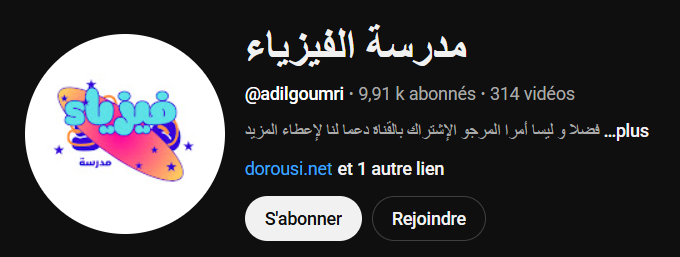 فيزياء
مدرسة
مدرسة الفيزياء
@adilgoumri · 9,91 k abonnés · 314 vidéos
فضلا و ليسا أمرا المرجو الإشتراك بالقناة دعما لنا لإعطاء المزيد ...plus
dorousi.net et 1 autre lien
S'abonner
Rejoindre